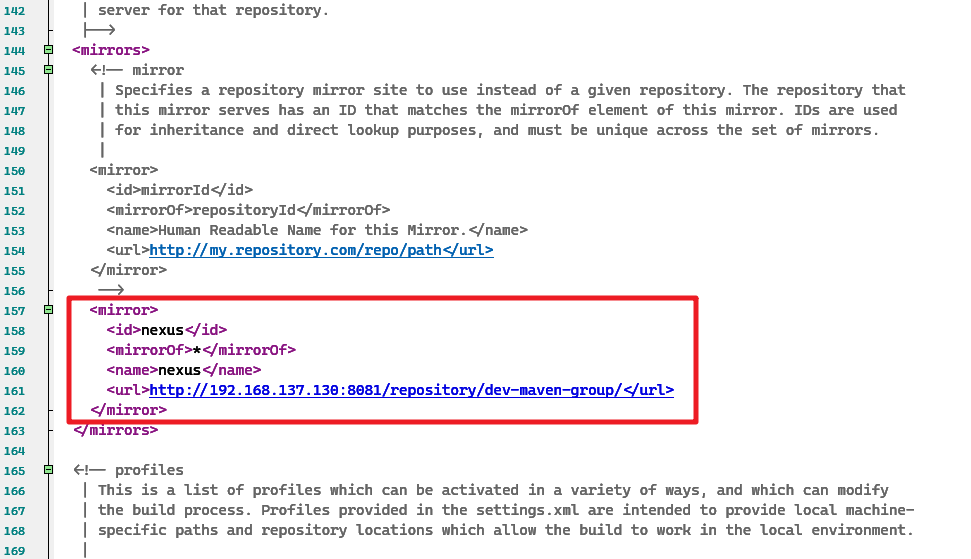 142 | server for that repository.
143 |-->
144 <mirrors>
145 <!-- mirror
146 | Specifies a repository mirror site to use instead of a given repository. The repository that
147 | this mirror serves has an ID that matches the mirrorOf element of this mirror. IDs are used
148 | for inheritance and direct lookup purposes, and must be unique across the set of mirrors.
149 |
150 <mirror>
151 <id>mirrorId</id>
152 <mirrorOf>repositoryId</mirrorOf>
153 <name>Human Readable Name for this Mirror.</name>
154 <url>http://my.repository.com/repo/path</url>
155 </mirror>
156 -->
157 <mirror>
158 <id>nexus</id>
159 <mirrorOf>*</mirrorOf>
160 <name>nexus</name>
161 <url>http://192.168.137.130:8081/repository/dev-maven-group/</url>
162 </mirror>
163 </mirrors>
164
165 <!-- profiles
166 | This is a list of profiles which can be activated in a variety of ways, and which can modify
167 | the build process. Profiles provided in the settings.xml are intended to provide local machine-
168 | specific paths and repository locations which allow the build to work in the local environment.
169 |